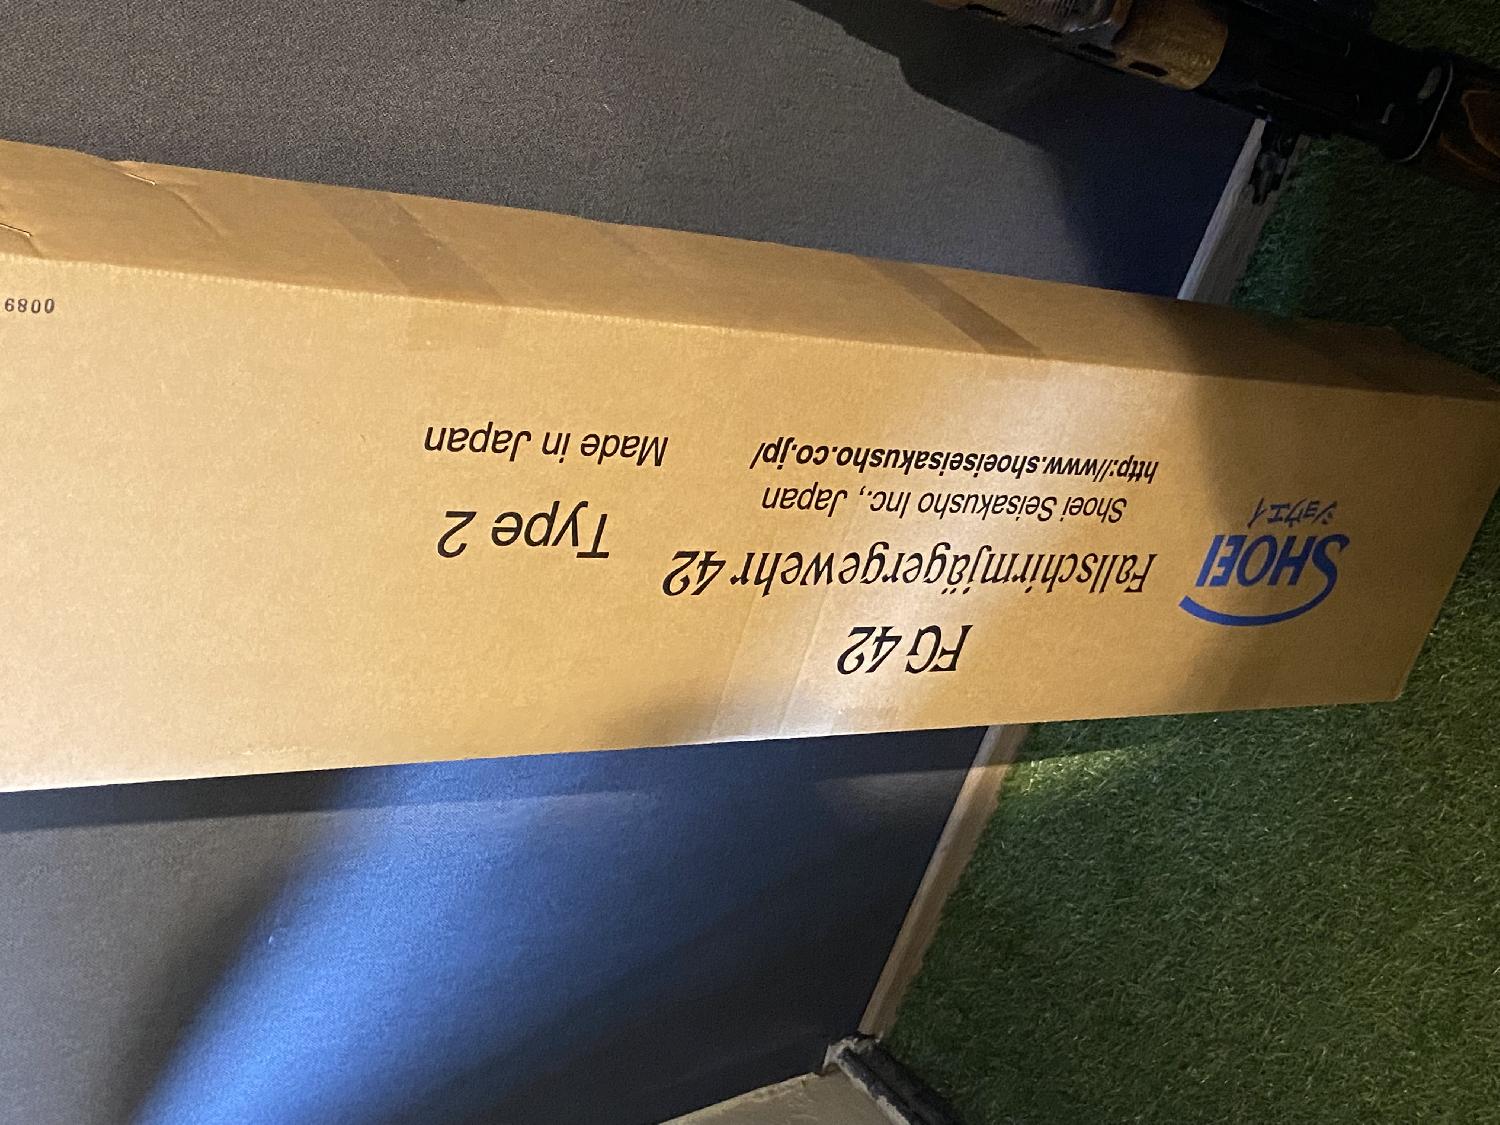 FG 42
SHOEI
ショウエイ
Fallschirmjägergewehr 42
Shoei Seisakusho Inc., Japan
http://www.shoeiseisakusho.co.jp/
Type 2
Made in Japan
0089